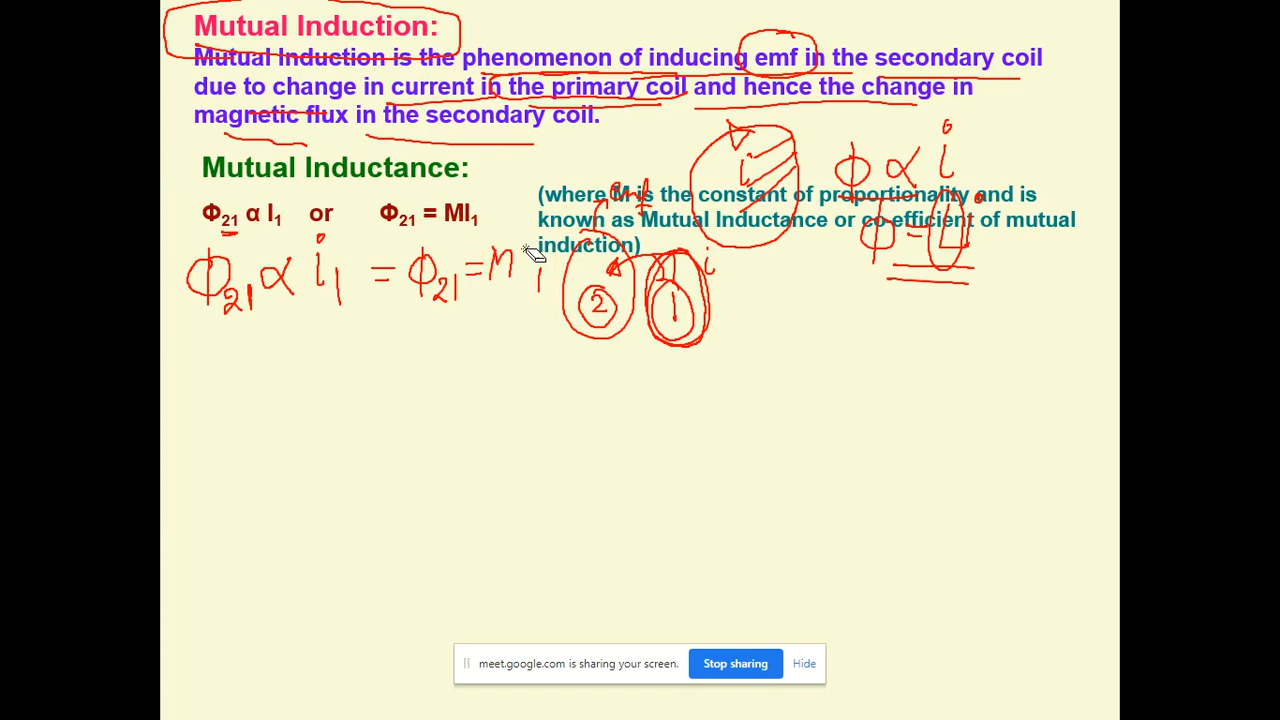 Mutual Induction:
Mutual Induction is the phenomenon of inducing emf in the secondary coil
due to change in current in the primary coil and hence the change in
magnetic flux in the secondary coil.
Mutual Inductance:
Φ21 α I1 or Φ21 = MI1
(where M is the constant of proportionality and is
known as Mutual Inductance or co-efficient of mutual
induction)
i
ϕ ∝ i
emf
ϕ = L i
ϕ21 ∝ i1 = ϕ21 = M 1
2
1
i
meet.google.com is sharing your screen. Stop sharing Hide